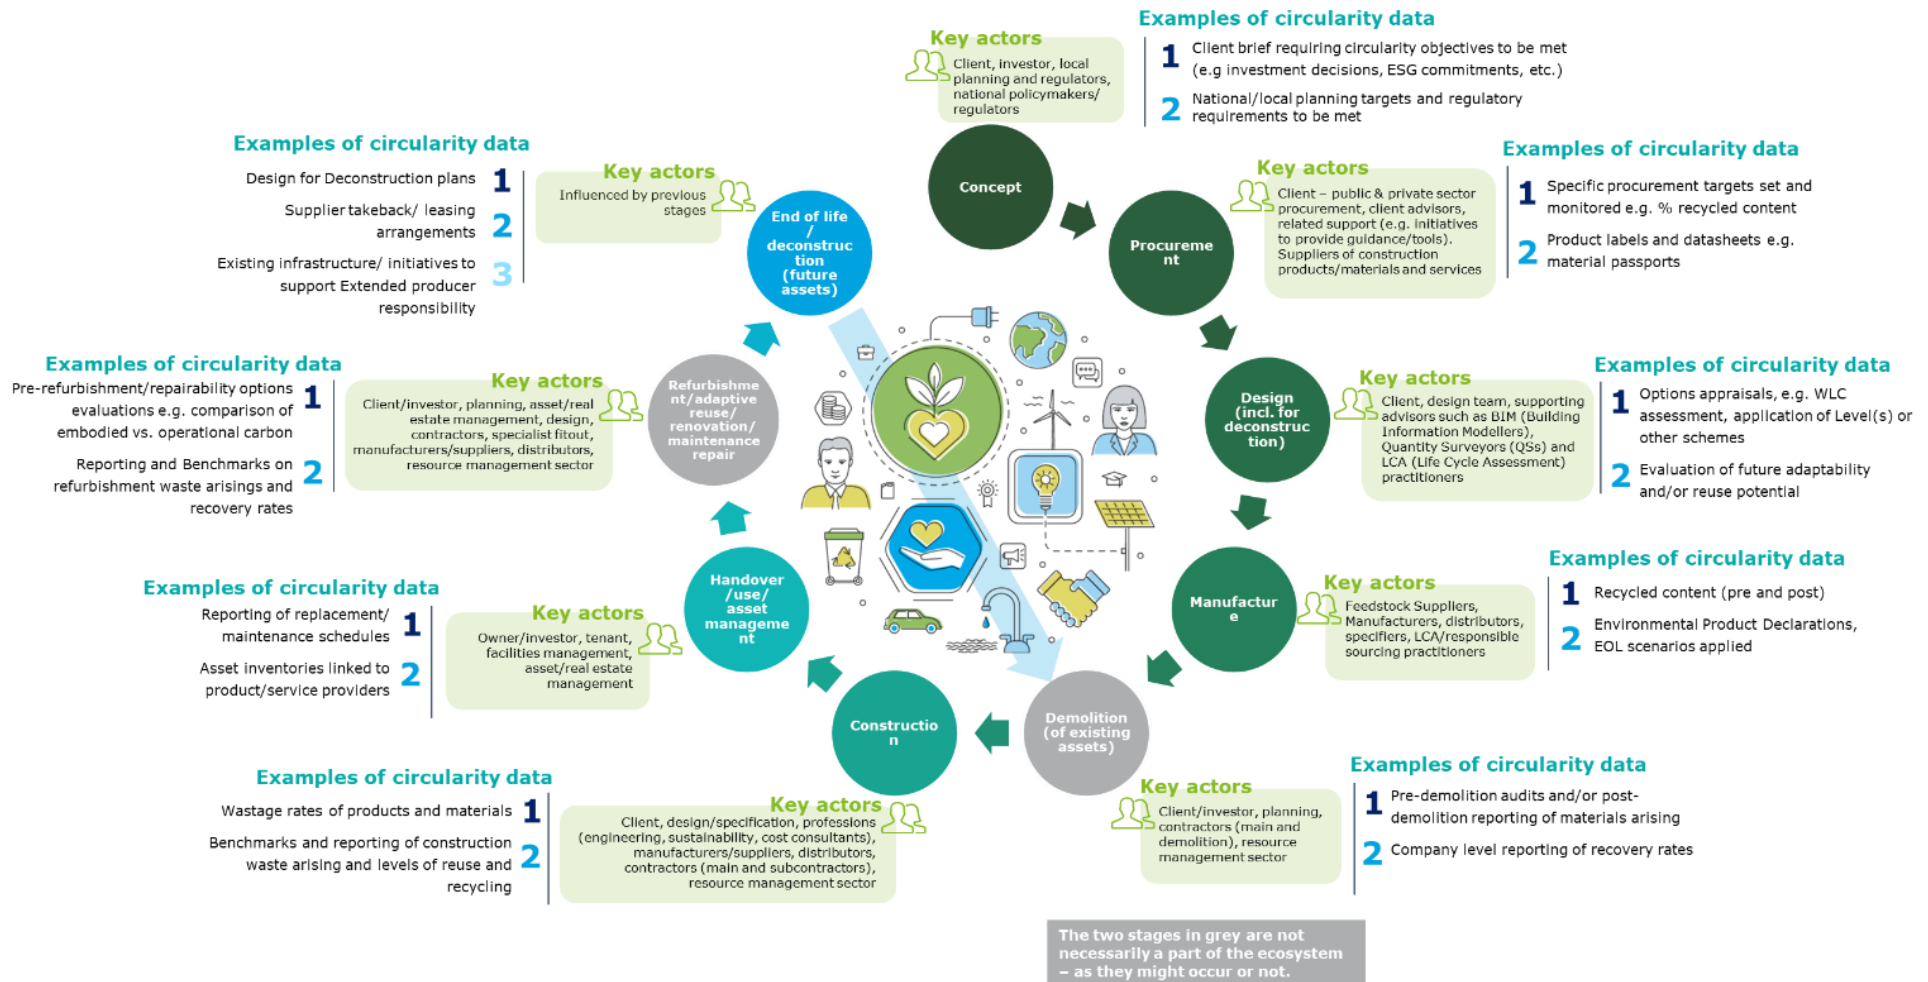 Examples of circularity data
Key actors
Client, investor, local
planning and regulators,
national policymakers/
regulators
1 Client brief requiring circularity objectives to be met
(e.g investment decisions, ESG commitments, etc.)
2 National/local planning targets and regulatory
requirements to be met
Concept
Examples of circularity data
Key actors
Client – public & private sector
procurement, client advisors,
related support (e.g. initiatives
to provide guidance/tools).
Suppliers of construction
products/materials and services
1 Specific procurement targets set and
monitored e.g. % recycled content
2 Product labels and datasheets e.g.
material passports
Procureme
nt
Examples of circularity data
Key actors
Client, design team, supporting
advisors such as BIM (Building
Information Modellers),
Quantity Surveyors (QSs) and
LCA (Life Cycle Assessment)
practitioners
1 Options appraisals, e.g. WLC
assessment, application of Level(s) or
other schemes
2 Evaluation of future adaptability
and/or reuse potential
Design
(incl. for
deconstruc
tion)
Examples of circularity data
Key actors
Feedstock Suppliers,
Manufacturers, distributors,
specifiers, LCA/responsible
sourcing practitioners
1 Recycled content (pre and post)
2 Environmental Product Declarations,
EOL scenarios applied
Manufactur
e
Examples of circularity data
Key actors
Client/investor, planning,
contractors (main and
demolition), resource
management sector
1 Pre-demolition audits and/or post-
demolition reporting of materials arising
2 Company level reporting of recovery rates
Demolition
(of existing
assets)
Examples of circularity data
Wastage rates of products and materials 1
Benchmarks and reporting of construction
waste arising and levels of reuse and
recycling
2
Key actors
Client, design/specification, professions
(engineering, sustainability, cost consultants),
manufacturers/suppliers, distributors,
contractors (main and subcontractors),
resource management sector
Constructio
n
Examples of circularity data
Reporting of replacement/
maintenance schedules
1
Asset inventories linked to
product/service providers
2
Key actors
Owner/investor, tenant,
facilities management,
asset/real estate
management
Handover
/use/
asset
manageme
nt
Examples of circularity data
Pre-refurbishment/repairability options
evaluations e.g. comparison of
embodied vs. operational carbon
1
Reporting and Benchmarks on
refurbishment waste arisings and
recovery rates
2
Key actors
Client/investor, planning, asset/real
estate management, design,
contractors, specialist fitout,
manufacturers/suppliers, distributors,
resource management sector
Refurbishme
nt/adaptive
reuse/
renovation/
maintenance
repair
Examples of circularity data
Design for Deconstruction plans 1
Supplier takeback/ leasing
arrangements
2
Existing infrastructure/ initiatives to
support Extended producer
responsibility
3
Key actors
Influenced by previous
stages
End of life
/
deconstruc
tion
(future
assets)
The two stages in grey are not
necessarily a part of the ecosystem
– as they might occur or not.